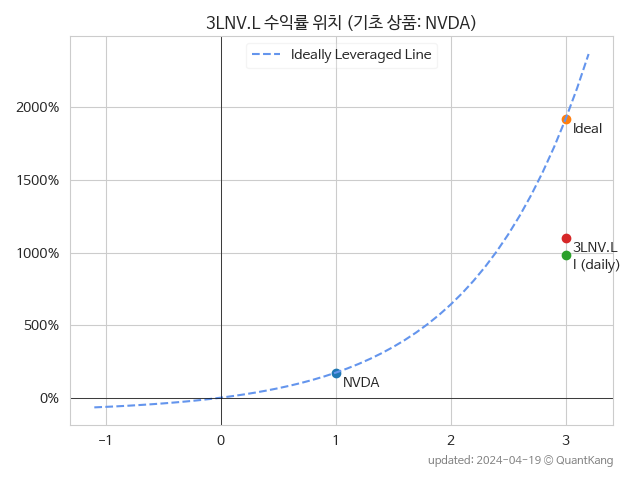 3LNV.L 수익률 위치 (기초 상품: NVDA)
Ideally Leveraged Line
2000%
1500%
1000%
500%
0%
Ideal
3LNV.L
I (daily)
NVDA
-1
0
1
2
3
updated: 2024-04-19 © QuantKang